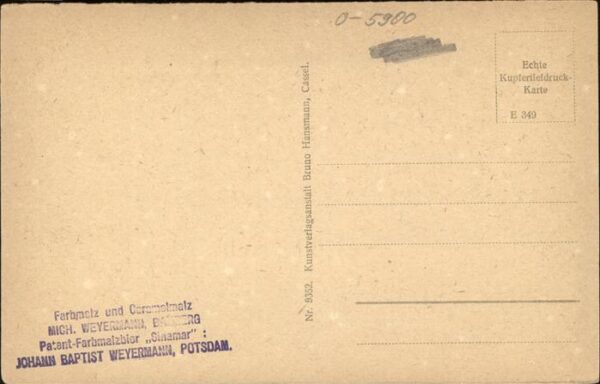 0-5900
Echte
Kupfertiefdruck-
Karte
E 349
Nr. 9352. Kunstverlagsanstalt Bruno Hansmann, Cassel.
Farbmalz und Caramelmalz
MICH. WEYERMANN, BAMBERG
Patent-Farbmalzbier „Sinamar" :
JOHANN BAPTIST WEYERMANN, POTSDAM.